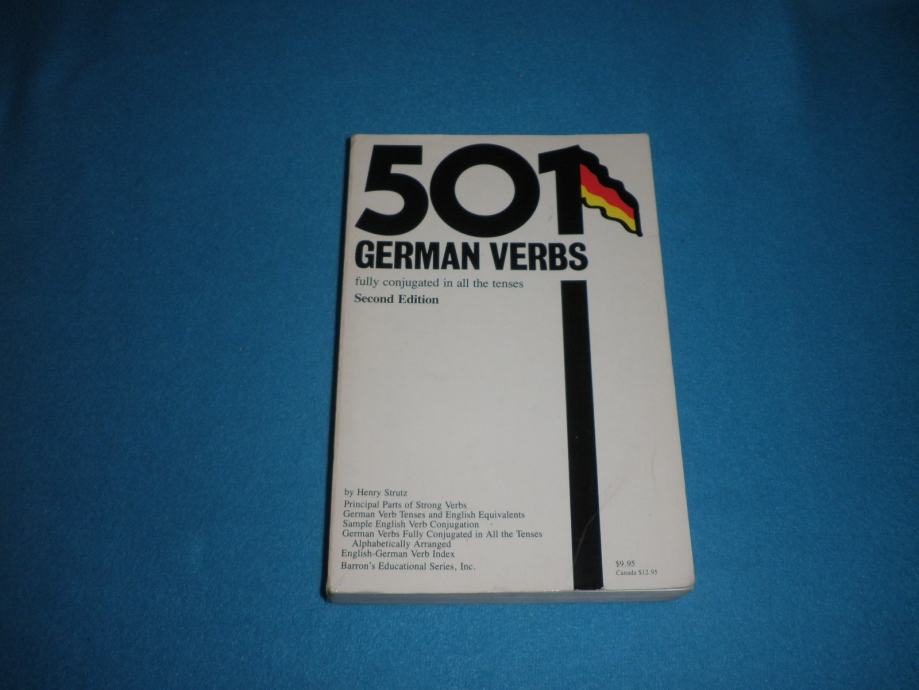 501
GERMAN VERBS
fully conjugated in all the tenses
Second Edition
by Henry Strutz
Principal Parts of Strong Verbs
German Verb Tenses and English Equivalents
Sample English Verb Conjugation
German Verbs Fully Conjugated in All the Tenses
Alphabetically Arranged
English-German Verb Index
Barron's Educational Series, Inc.
$9.95
Canada $12.95